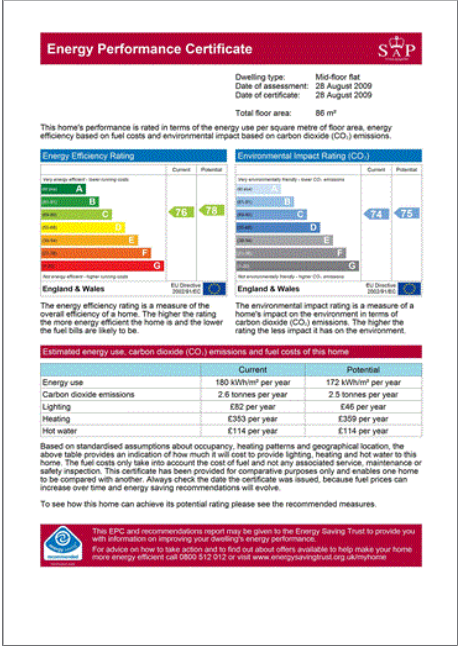 Energy Performance Certificate
SAP
Dwelling type: Mid-floor flat
Date of assessment: 28 August 2009
Date of certificate: 28 August 2009
Total floor area: 86 m²
This home's performance is rated in terms of the energy use per square metre of floor area, energy
efficiency based on fuel costs and environmental impact based on carbon dioxide (CO₂) emissions.
Energy Efficiency Rating
Current Potential
Very energy efficient - lower running costs
A
B
C
D
E
F
G
76 78
Not energy efficient - higher running costs
England & Wales
EU Directive
2002/91/EC
Environmental Impact Rating (CO₂)
Current Potential
Very environmentally friendly - lower CO₂ emissions
A
B
C
D
E
F
G
74 75
Not environmentally friendly - higher CO₂ emissions
England & Wales
EU Directive
2002/91/EC
The energy efficiency rating is a measure of the
overall efficiency of a home. The higher the rating
the more energy efficient the home is and the lower
the fuel bills are likely to be.
The environmental impact rating is a measure of a
home's impact on the environment in terms of
carbon dioxide (CO₂) emissions. The higher the
rating the less impact it has on the environment.
Estimated energy use, carbon dioxide (CO₂) emissions and fuel costs of this home
Current Potential
Energy use 180 kWh/m² per year 172 kWh/m² per year
Carbon dioxide emissions 2.6 tonnes per year 2.5 tonnes per year
Lighting £82 per year £46 per year
Heating £353 per year £359 per year
Hot water £114 per year £114 per year
Based on standardised assumptions about occupancy, heating patterns and geographical location, the
above table provides an indication of how much it will cost to provide lighting, heating and hot water to this
home. The fuel costs only take into account the cost of fuel and not any associated service, maintenance or
safety inspection. This certificate has been provided for comparative purposes only and enables one home
to be compared with another. Always check the date the certificate was issued, because fuel prices can
increase over time and energy saving recommendations will evolve.
To see how this home can achieve its potential rating please see the recommended measures.
recommended
This EPC and recommendations report may be given to the Energy Saving Trust to provide you
with information on improving your dwelling's energy performance.
For advice on how to take action and to find out about offers available to help make your home
more energy efficient call 0800 512 012 or visit www.energysavingtrust.org.uk/myhome